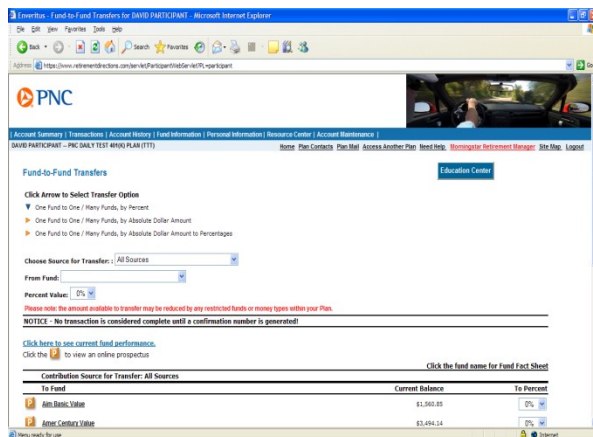 Enveritus - Fund-to-Fund Transfers for DAVID PARTICIPANT - Microsoft Internet Explorer
File Edit View Favorites Tools Help
Back Search Favorites
Address https://www.retirementdirections.com/servlet/ParticipantWebServlet?PL=participant Go
PNC
| Account Summary | Transactions | Account History | Fund Information | Personal Information | Resource Center | Account Maintenance |
DAVID PARTICIPANT -- PNC DAILY TEST 401(K) PLAN (TTT) Home Plan Contacts Plan Mail Access Another Plan Need Help Morningstar Retirement Manager Site Map Logout
Fund-to-Fund Transfers
Education Center
Click Arrow to Select Transfer Option
One Fund to One / Many Funds, by Percent
One Fund to One / Many Funds, by Absolute Dollar Amount
One Fund to One / Many Funds, by Absolute Dollar Amount to Percentages
Choose Source for Transfer: : All Sources
From Fund:
Percent Value: 0%
Please note: the amount available to transfer may be reduced by any restricted funds or money types within your Plan.
NOTICE - No transaction is considered complete until a confirmation number is generated!
Click here to see current fund performance.
Click the P to view an online prospectus
Click the fund name for Fund Fact Sheet
Contribution Source for Transfer: All Sources
To Fund Current Balance To Percent
P Aim Basic Value $1,560.85 0%
P Amer Century Value $3,494.14 0%
Menu ready for use Internet